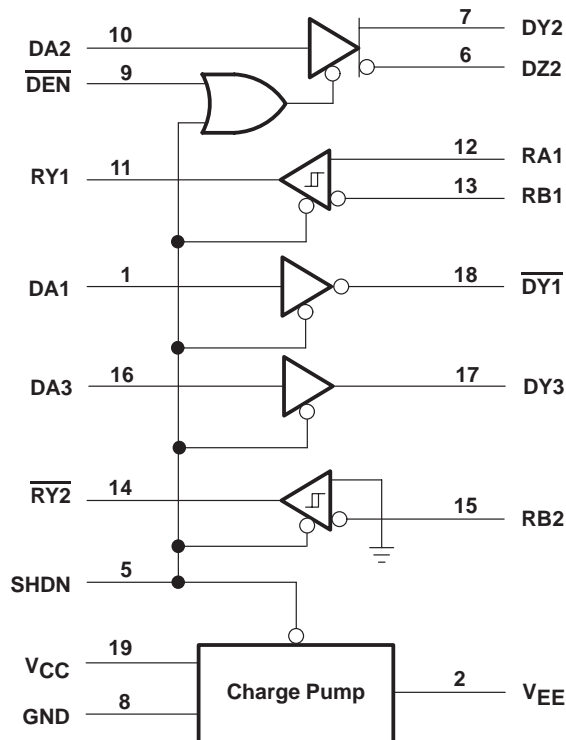 DA2 10 7 DY2
DEN 9 6 DZ2
RY1 11 12 RA1
13 RB1
DA1 1 18 DY1
DA3 16 17 DY3
RY2 14 15 RB2
SHDN 5
VCC 19
Charge Pump 2 VEE
GND 8